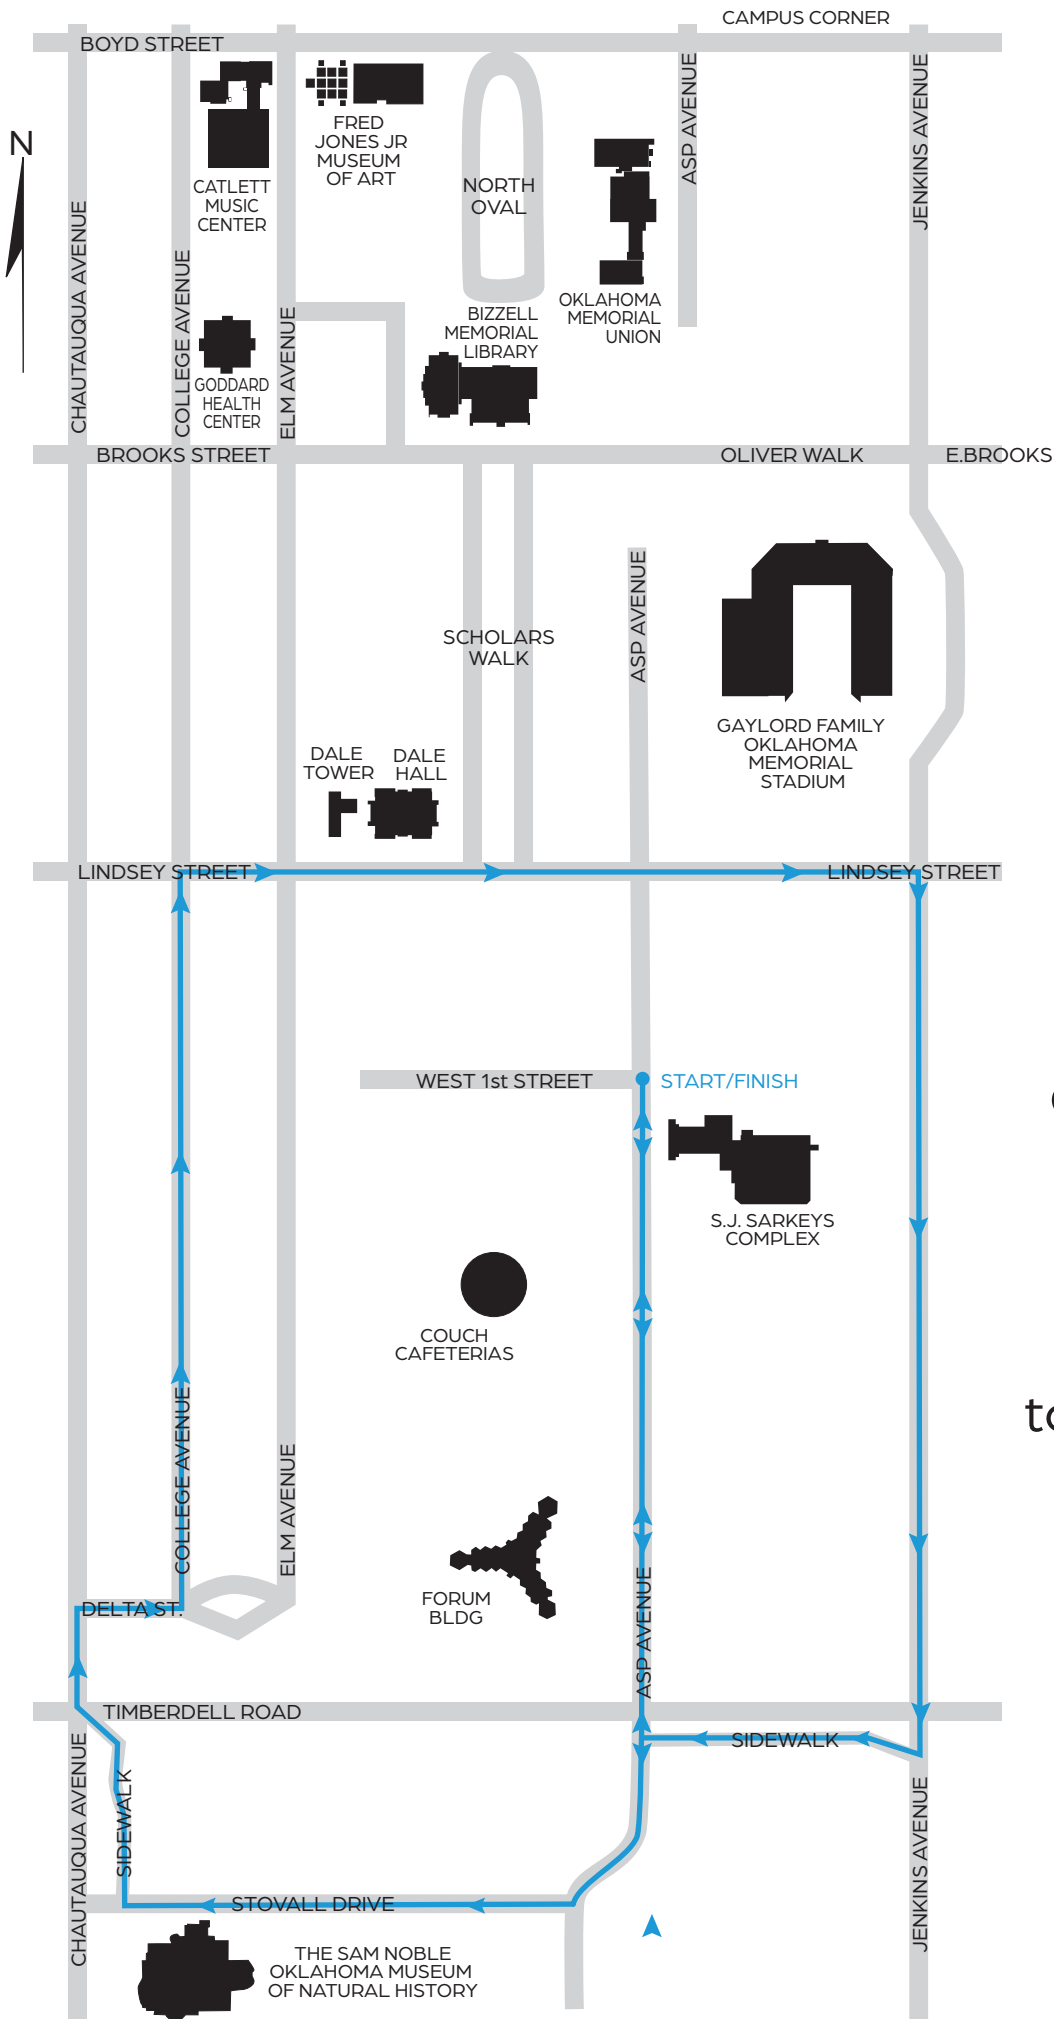 CAMPUS CORNER
BOYD STREET
N
FRED
JONES JR
MUSEUM
OF ART
CATLETT
MUSIC
CENTER
NORTH
OVAL
ASP AVENUE
JENKINS AVENUE
CHAUTAUQUA AVENUE
COLLEGE AVENUE
ELM AVENUE
OKLAHOMA
MEMORIAL
UNION
BIZZELL
MEMORIAL
LIBRARY
GODDARD
HEALTH
CENTER
BROOKS STREET
OLIVER WALK
E.BROOKS
ASP AVENUE
SCHOLARS
WALK
GAYLORD FAMILY
OKLAHOMA
MEMORIAL
STADIUM
DALE
TOWER
DALE
HALL
LINDSEY STREET
LINDSEY STREET
WEST 1st STREET
START/FINISH
S.J. SARKEYS
COMPLEX
COUCH
CAFETERIAS
to
COLLEGE AVENUE
ELM AVENUE
FORUM
BLDG
ASP AVENUE
DELTA ST.
TIMBERDELL ROAD
SIDEWALK
CHAUTAUQUA AVENUE
SIDEWALK
JENKINS AVENUE
STOVALL DRIVE
THE SAM NOBLE
OKLAHOMA MUSEUM
OF NATURAL HISTORY